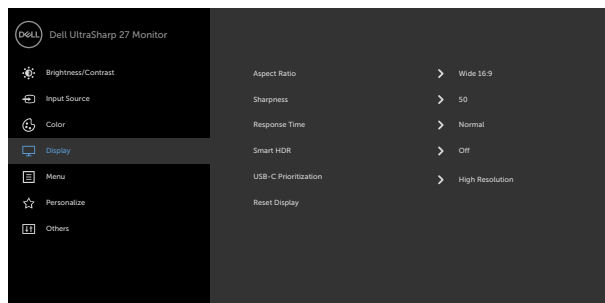 DELL Dell UltraSharp 27 Monitor
Brightness/Contrast
Input Source
Color
Display
Menu
Personalize
Others
Aspect Ratio Wide 16:9
Sharpness 50
Response Time Normal
Smart HDR Off
USB-C Prioritization High Resolution
Reset Display